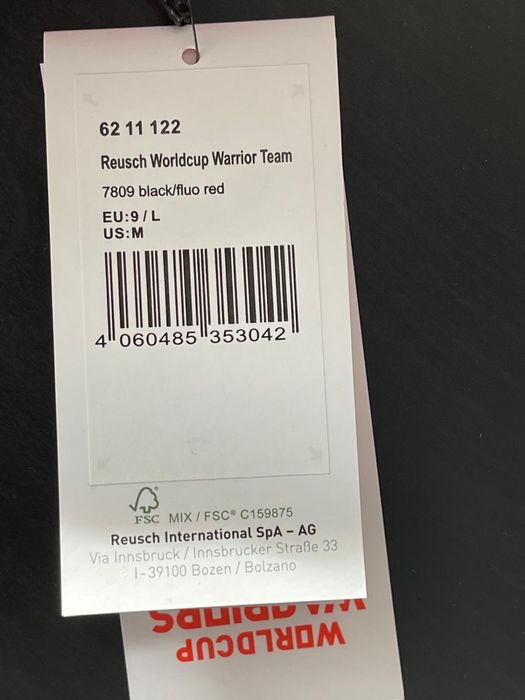 62 11 122
Reusch Worldcup Warrior Team
7809 black/fluo red
EU:9 / L
US:M
4 060485 353042
FSC® MIX / FSC® C159875
Reusch International SpA – AG
Via Innsbruck / Innsbrucker Straße 33
I - 39100 Bozen / Bolzano
WORLDCUP